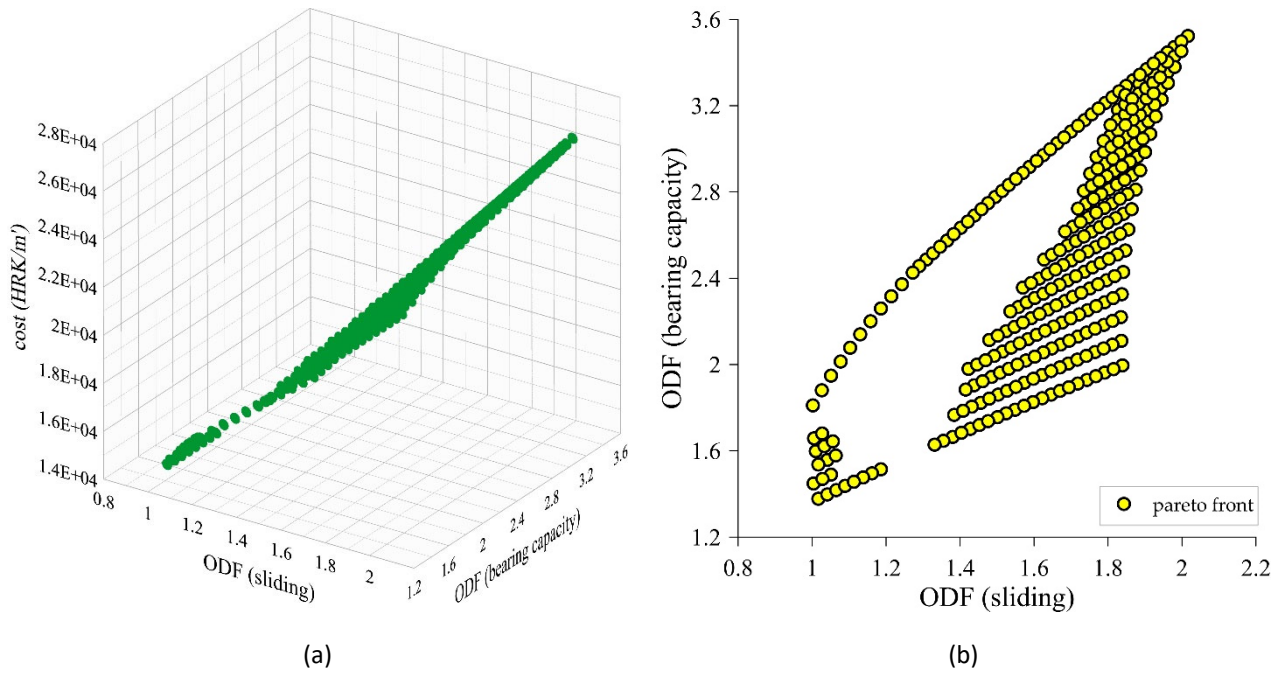 2.8E+04
2.6E+04
2.4E+04
2.2E+04
2E+04
1.8E+04
1.6E+04
1.4E+04
cost (HRK/m')
0.8
1
1.2
1.4
1.6
1.8
2
ODF (sliding)
1.2
1.6
2
2.4
2.8
3.2
3.6
ODF (bearing capacity)
(a)
3.6
3.2
2.8
2.4
2
1.6
1.2
ODF (bearing capacity)
0.8 1 1.2 1.4 1.6 1.8 2 2.2
ODF (sliding)
pareto front
(b)